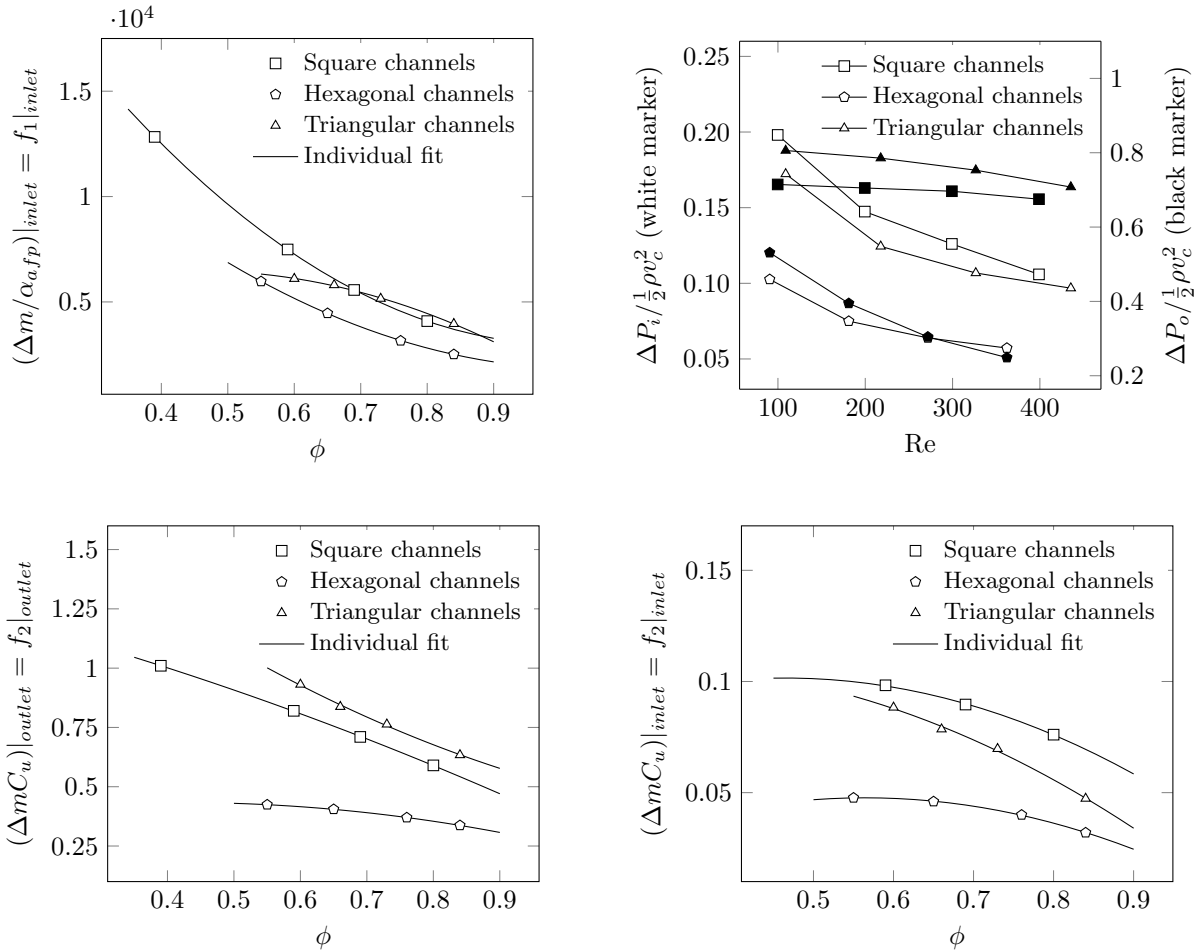 ·10⁴
Square channels
Hexagonal channels
Triangular channels
Individual fit
1.5
1
0.5
0.4 0.5 0.6 0.7 0.8 0.9
ϕ
(Δm/α_{afp})|_{inlet} = f₁|_{inlet}
Square channels
Hexagonal channels
Triangular channels
0.25
0.20
0.15
0.10
0.05
1
0.8
0.6
0.4
0.2
100 200 300 400
Re
ΔP_i/½ρv_c² (white marker)
ΔP_o/½ρv_c² (black marker)
Square channels
Hexagonal channels
Triangular channels
Individual fit
1.5
1.25
1
0.75
0.5
0.25
0.4 0.5 0.6 0.7 0.8 0.9
ϕ
(ΔmC_u)|_{outlet} = f₂|_{outlet}
Square channels
Hexagonal channels
Triangular channels
Individual fit
0.15
0.1
0.05
0.5 0.6 0.7 0.8 0.9
ϕ
(ΔmC_u)|_{inlet} = f₂|_{inlet}